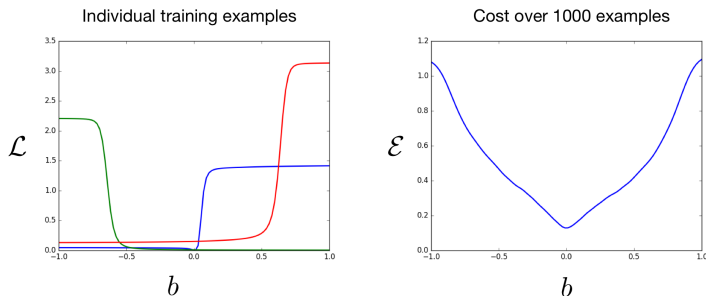 Individual training examples
3.5
3.0
2.5
2.0
1.5
1.0
0.5
0.0
−1.0 −0.5 0.0 0.5 1.0
ℒ
b
Cost over 1000 examples
1.2
1.0
0.8
0.6
0.4
0.2
0.0
−1.0 −0.5 0.0 0.5 1.0
ℰ
b